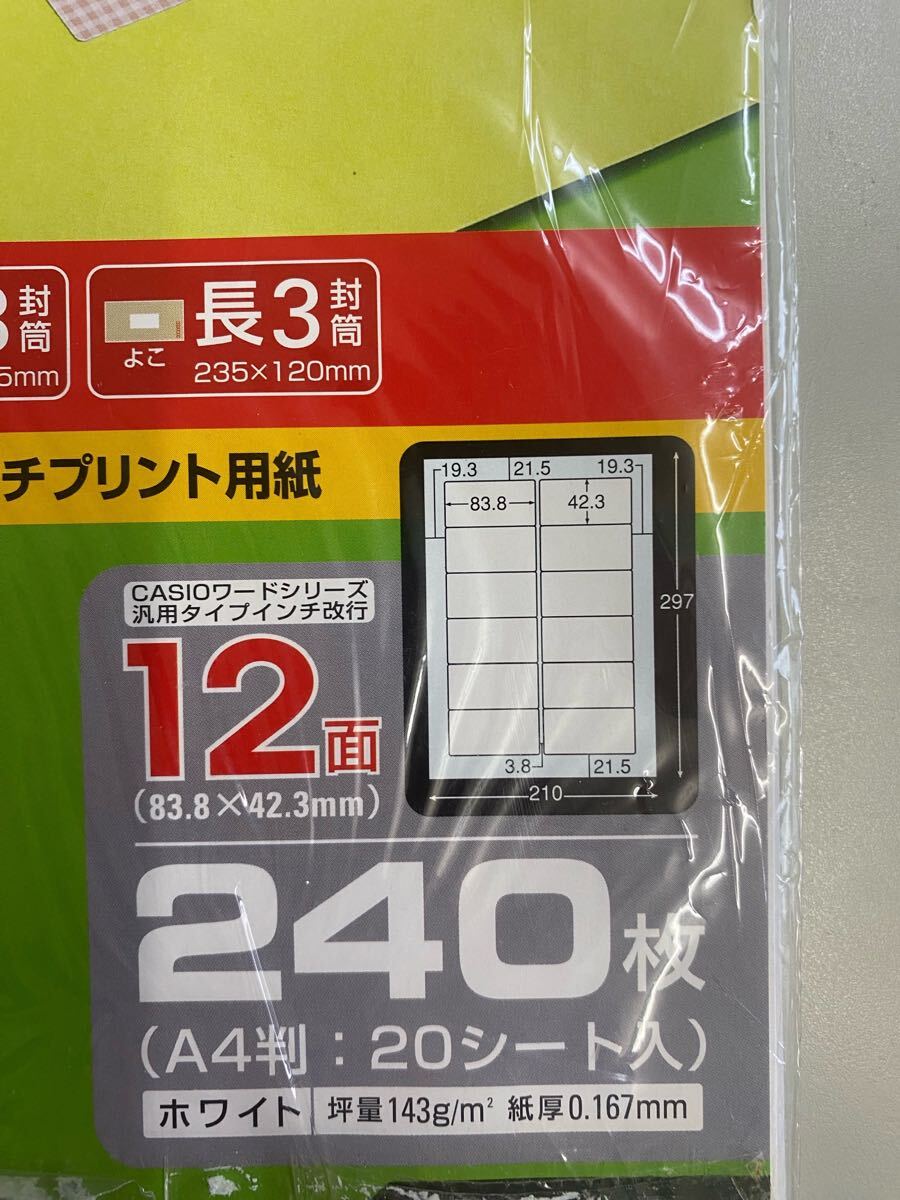 3封筒
5mm
よこ
長3封筒
235×120mm
チプリント用紙
19.3
21.5
19.3
83.8
42.3
297
3.8
21.5
210
CASIOワードシリーズ
汎用タイプインチ改行
12面
(83.8×42.3mm)
240枚
(A4判:20シート入)
ホワイト
坪量143g/m² 紙厚0.167mm